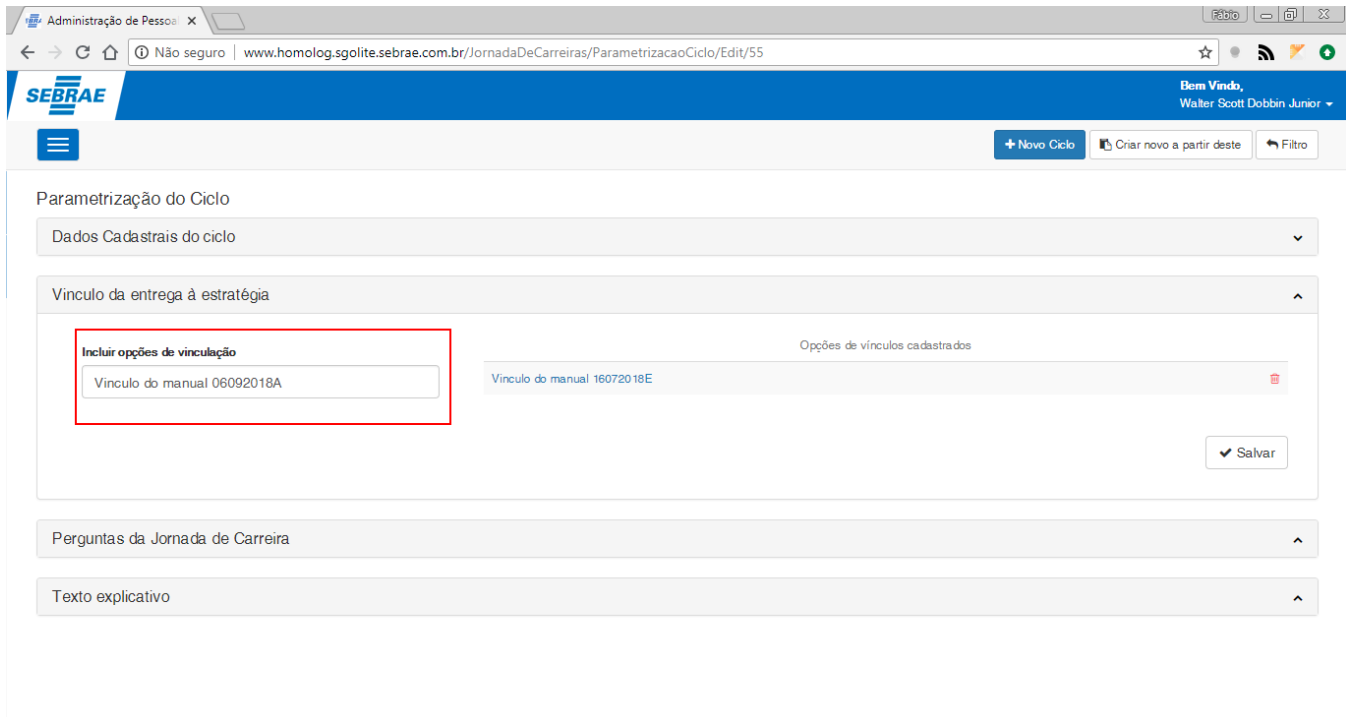 Administração de Pessoa
Fábio
Não seguro | www.homolog.sgolite.sebrae.com.br/JornadaDeCarreiras/ParametrizacaoCiclo/Edit/55
SEBRAE
Bem Vindo,
Walter Scott Dobbin Junior
Novo Ciclo
Criar novo a partir deste
Filtro
Parametrização do Ciclo
Dados Cadastrais do ciclo
Vinculo da entrega à estratégia
Incluir opções de vinculação
Opções de vínculos cadastrados
Vinculo do manual 06092018A
Vinculo do manual 16072018E
Salvar
Perguntas da Jornada de Carreira
Texto explicativo